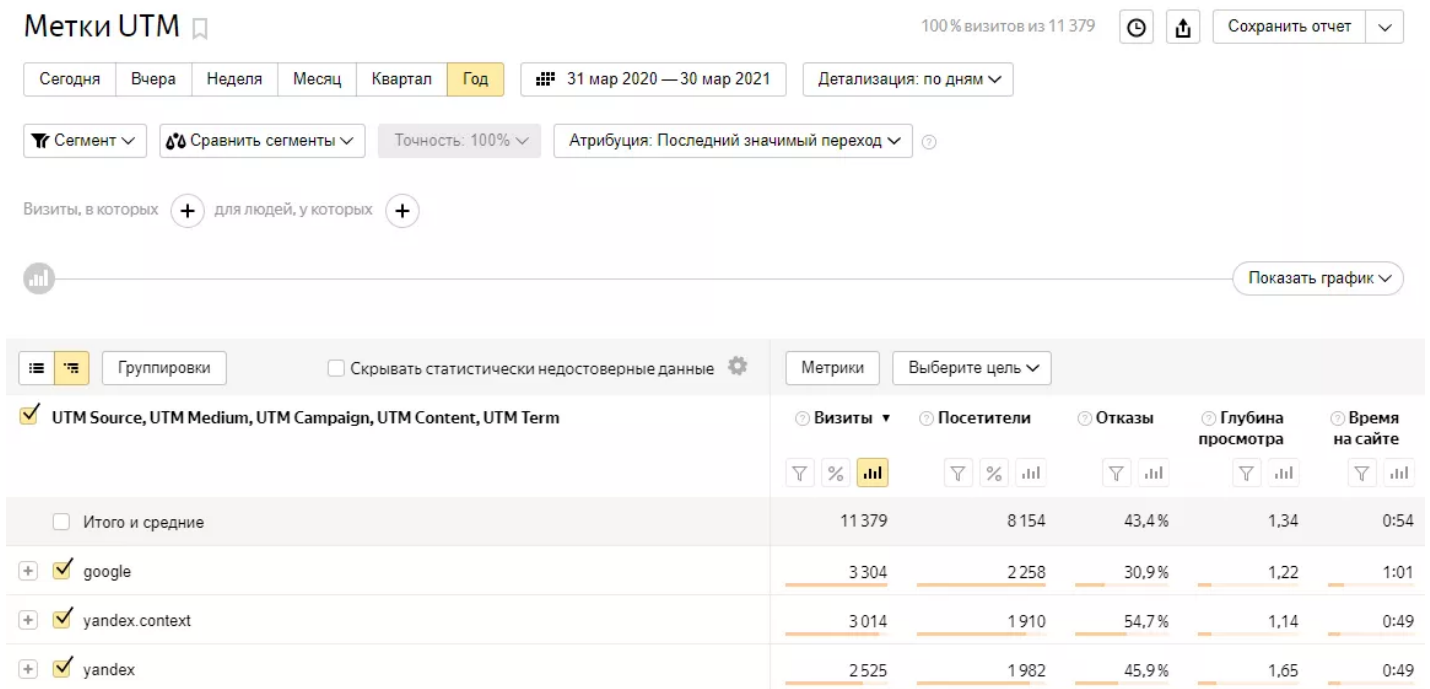 Метки UTM
100 % визитов из 11 379
Сохранить отчет
Сегодня Вчера Неделя Месяц Квартал Год 31 мар 2020 — 30 мар 2021 Детализация: по дням
Сегмент Сравнить сегменты Точность: 100% Атрибуция: Последний значимый переход ?
Визиты, в которых + для людей, у которых +
Показать график
Группировки Скрывать статистически недостоверные данные Метрики Выберите цель
UTM Source, UTM Medium, UTM Campaign, UTM Content, UTM Term ? Визиты ▼ ? Посетители ? Отказы ? Глубина ? Время
просмотра на сайте
% %
Итого и средние 11 379 8 154 43,4 % 1,34 0:54
+ google 3 304 2 258 30,9 % 1,22 1:01
+ yandex.context 3 014 1 910 54,7 % 1,14 0:49
+ yandex 2 525 1 982 45,9 % 1,65 0:49